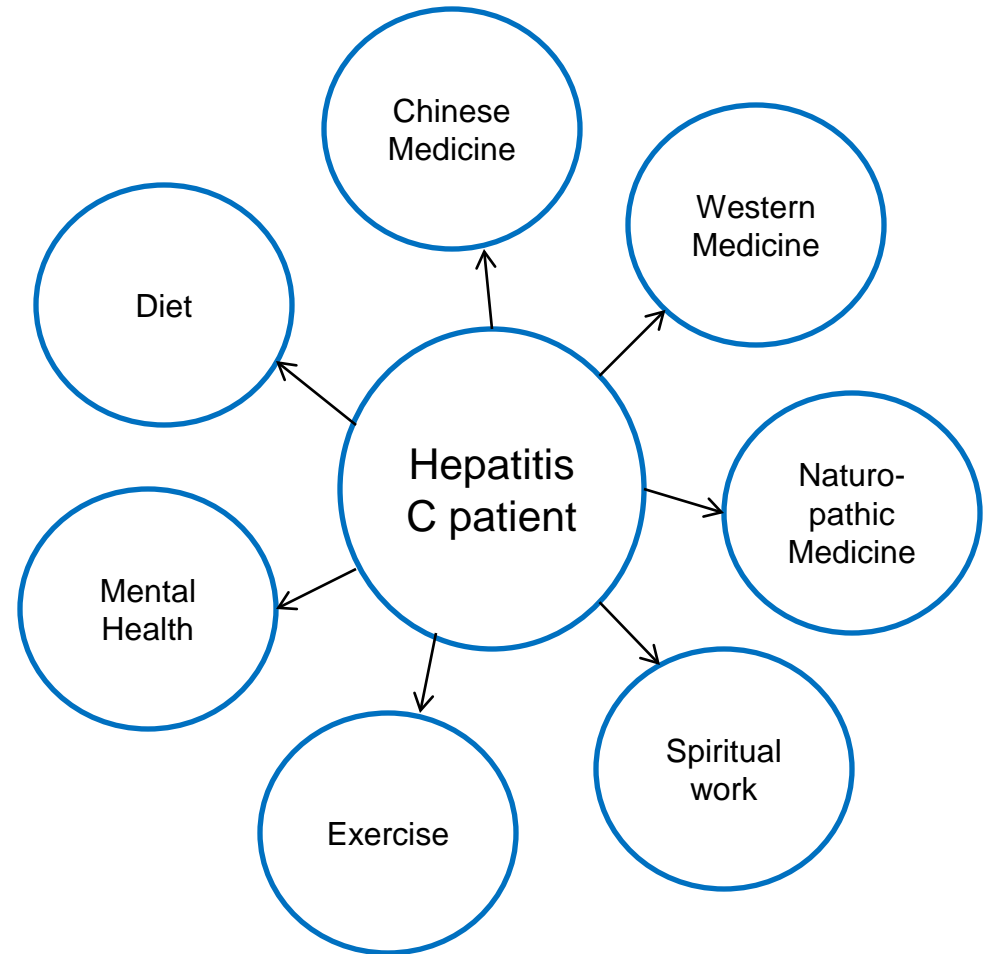 Chinese
Medicine
Western
Medicine
Diet
Hepatitis
C patient
Naturo-
pathic
Medicine
Mental
Health
Spiritual
work
Exercise